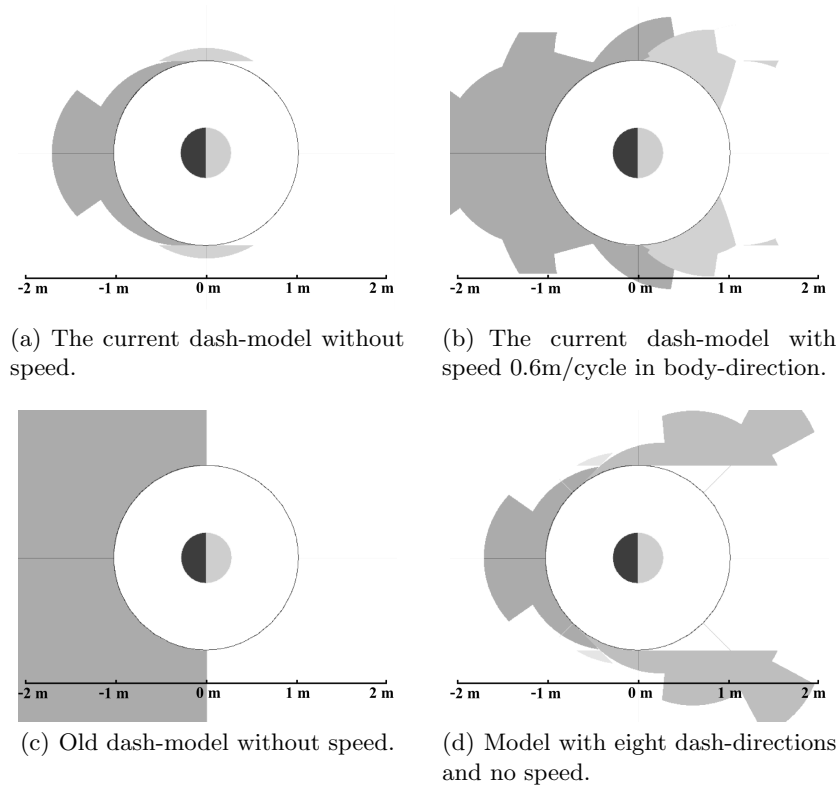 -2 m -1 m 0 m 1 m 2 m
-2 m -1 m 0 m 1 m 2 m
(a) The current dash-model without
speed.
(b) The current dash-model with
speed 0.6m/cycle in body-direction.
-2 m -1 m 0 m 1 m 2 m
-2 m -1 m 0 m 1 m 2 m
(c) Old dash-model without speed.
(d) Model with eight dash-directions
and no speed.